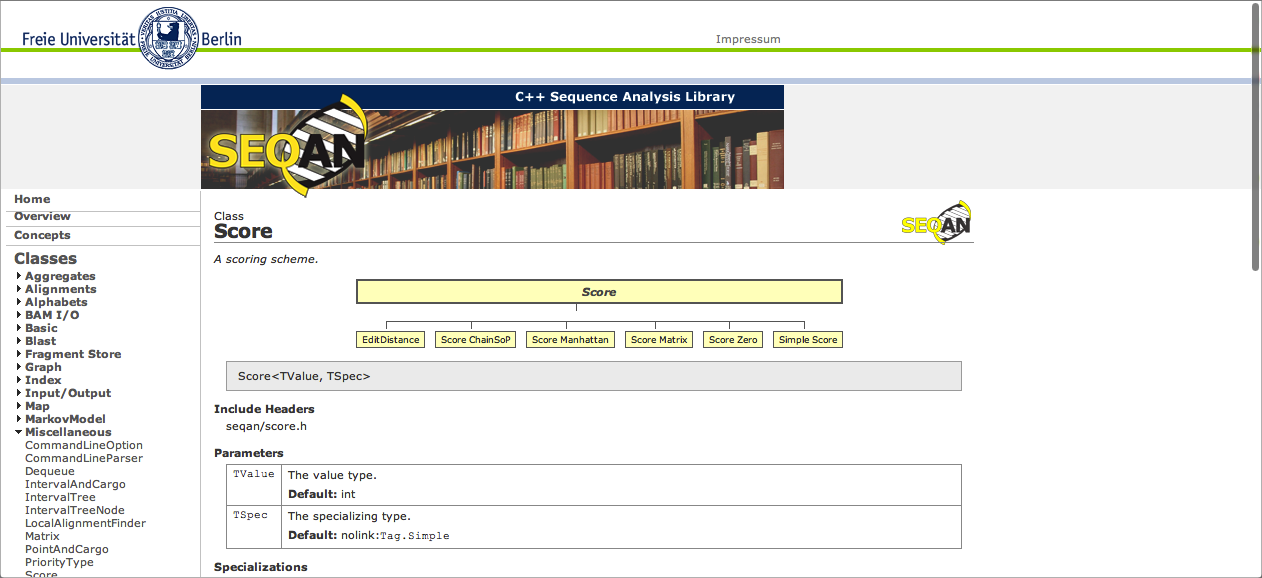 Freie Universität Berlin
Impressum
C++ Sequence Analysis Library
SEQAN
Home
Overview
Concepts
Classes
Aggregates
Alignments
Alphabets
BAM I/O
Basic
Blast
Fragment Store
Graph
Index
Input/Output
Map
MarkovModel
Miscellaneous
CommandLineOption
CommandLineParser
Dequeue
IntervalAndCargo
IntervalTree
IntervalTreeNode
LocalAlignmentFinder
Matrix
PointAndCargo
PriorityType
Score
Class
Score
SEQAN
A scoring scheme.
Score
EditDistance Score ChainSoP Score Manhattan Score Matrix Score Zero Simple Score
Score<TValue, TSpec>
Include Headers
seqan/score.h
Parameters
TValue The value type.
Default: int
TSpec The specializing type.
Default: nolink:Tag.Simple
Specializations